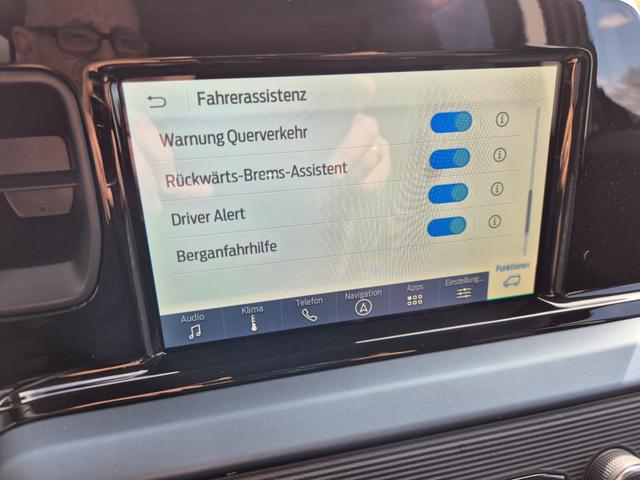 Fahrerassistenz
Warnung Querverkehr
Rückwärts-Brems-Assistent
Driver Alert
Berganfahrhilfe
Audio
Klima
Telefon
Navigation
Apps
Einstellung...
Funktionen